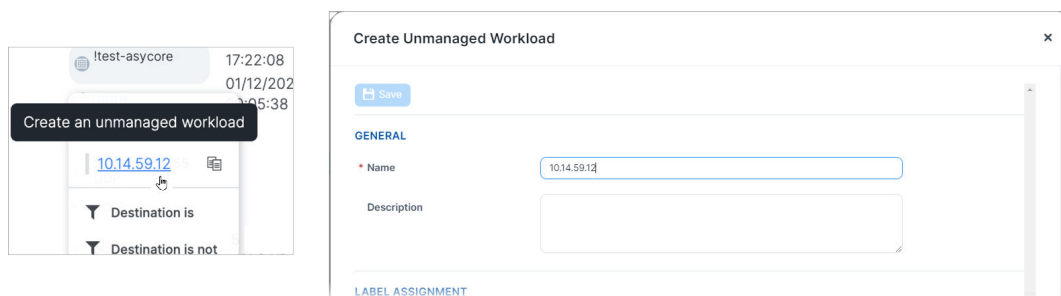 !test-asycore
17:22:08
01/12/202
05:38
Create an unmanaged workload
10.14.59.12
Destination is
Destination is not
Create Unmanaged Workload
×
Save
GENERAL
* Name
10.14.59.12
Description
LABEL ASSIGNMENT